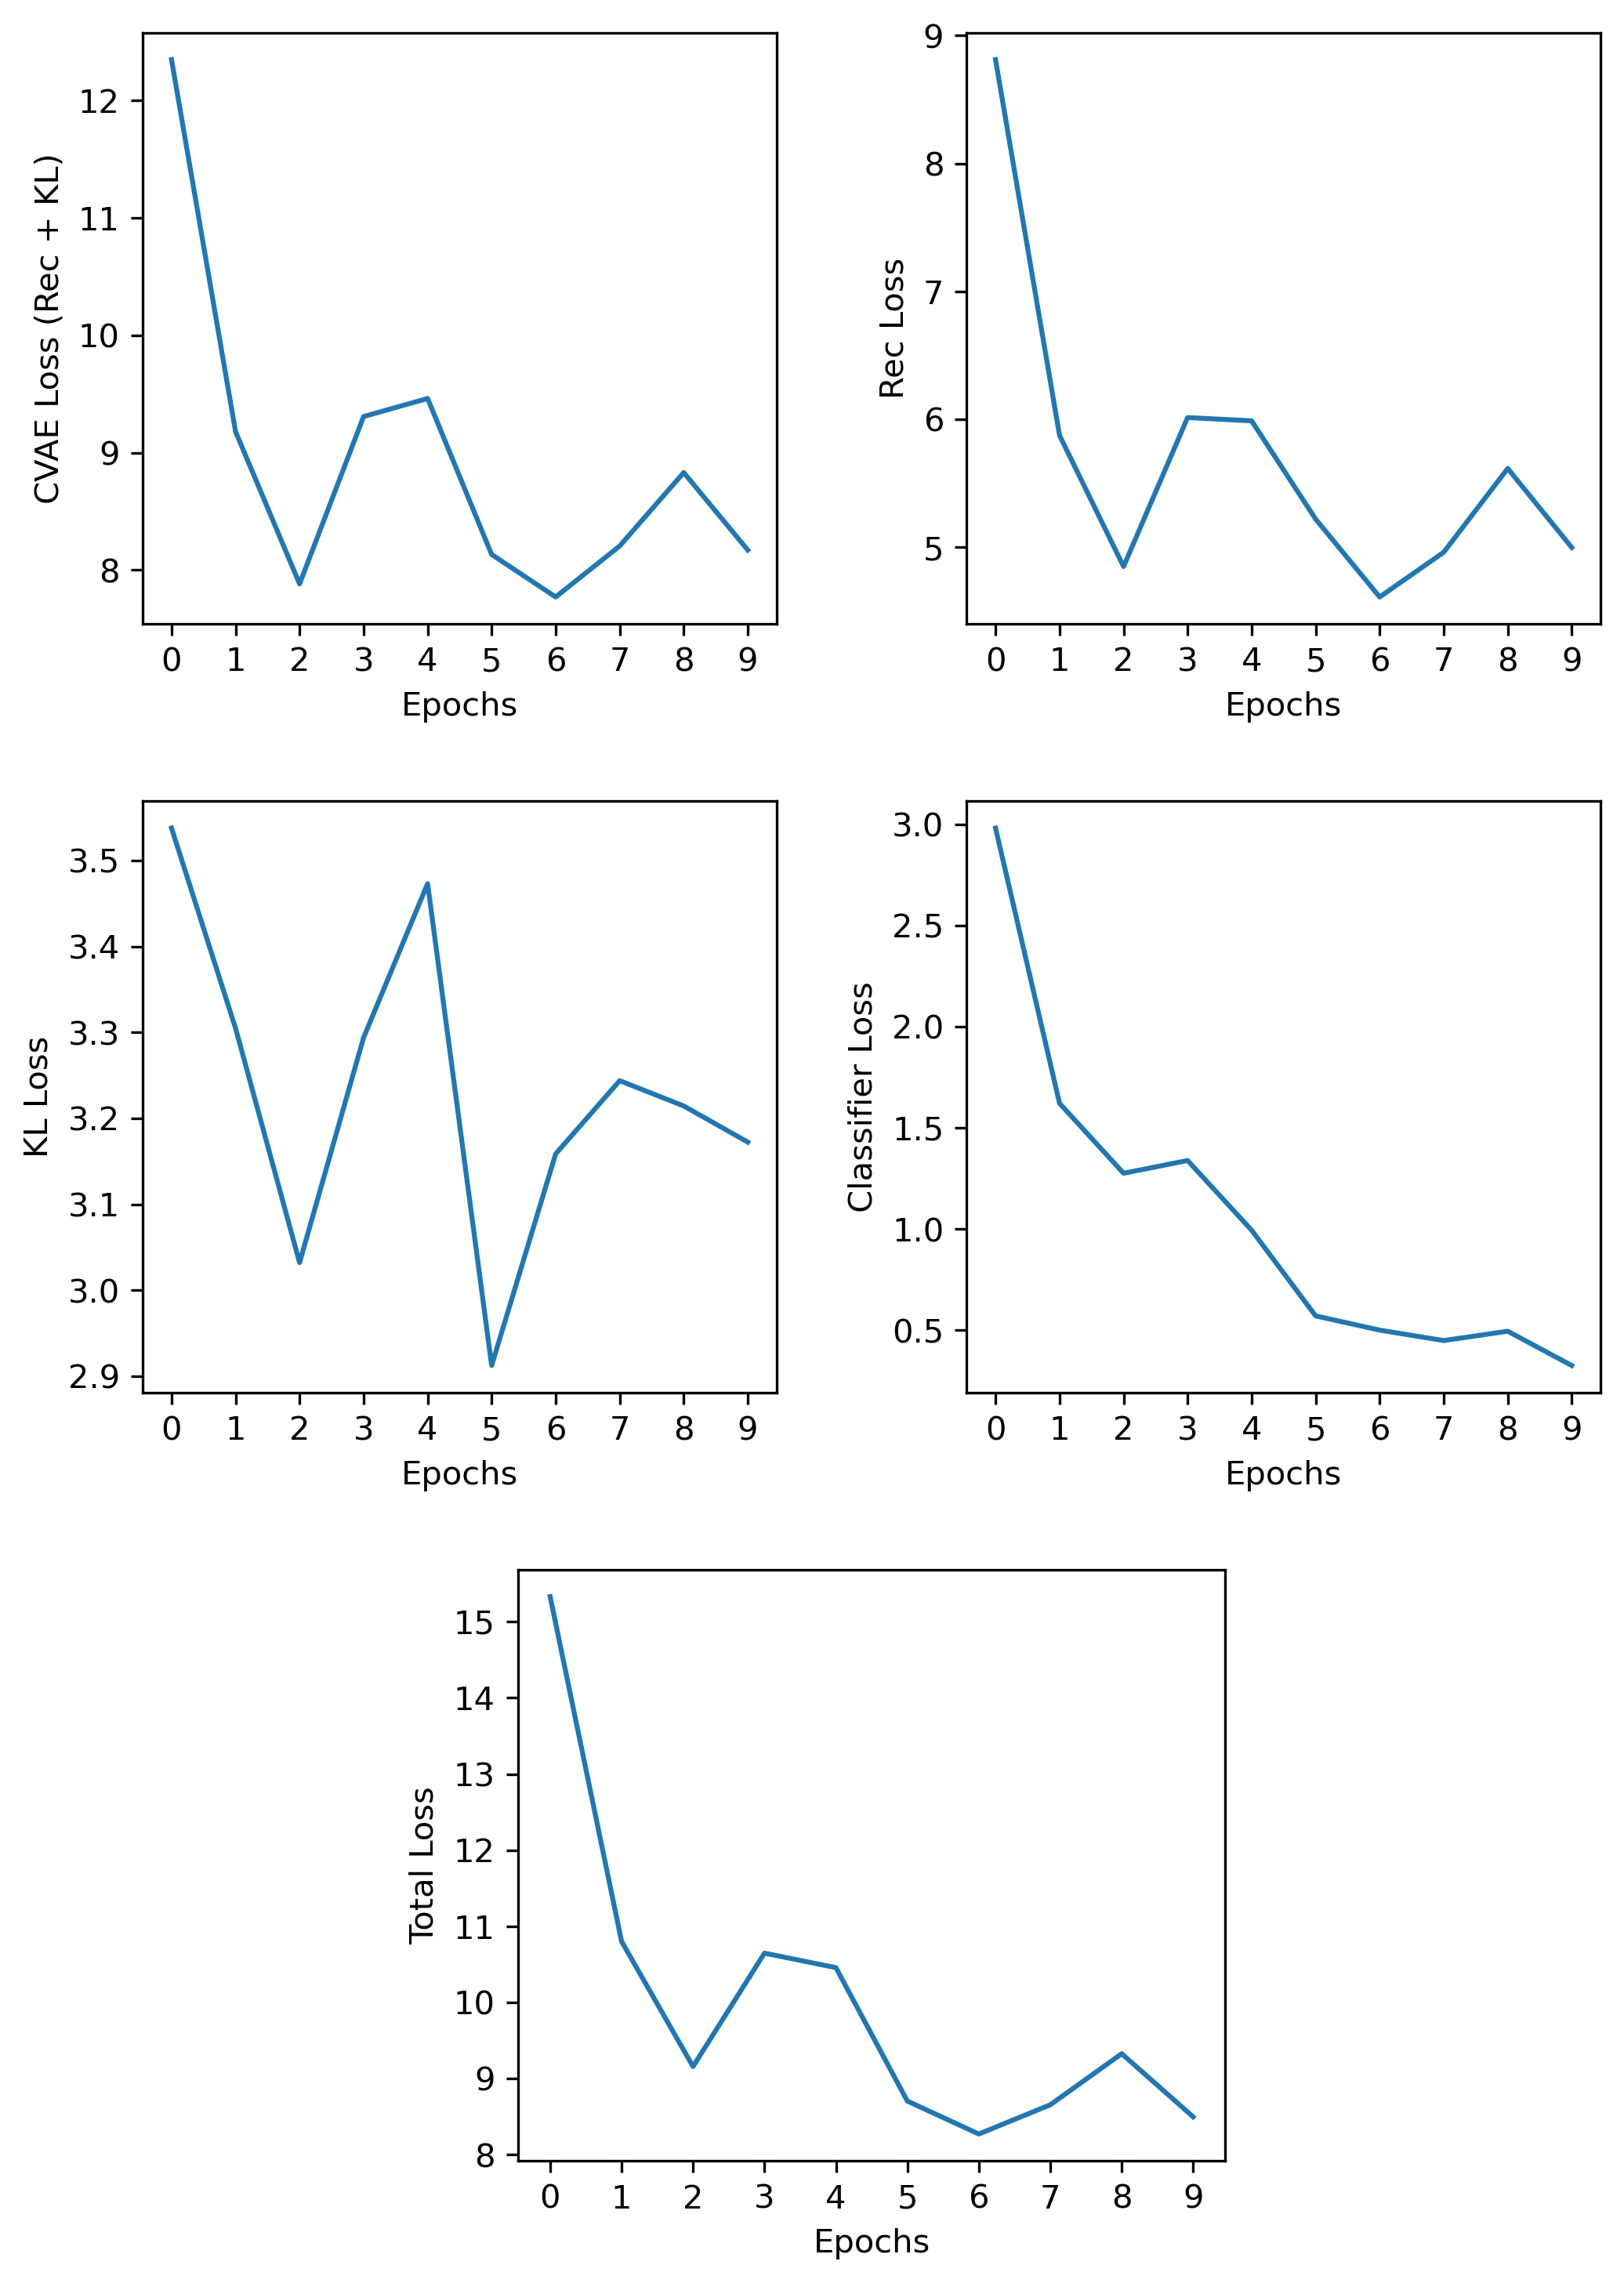 CVAE Loss (Rec + KL)
12
11
10
9
8
0 1 2 3 4 5 6 7 8 9
Epochs
Rec Loss
9
8
7
6
5
0 1 2 3 4 5 6 7 8 9
Epochs
KL Loss
3.5
3.4
3.3
3.2
3.1
3.0
2.9
0 1 2 3 4 5 6 7 8 9
Epochs
Classifier Loss
3.0
2.5
2.0
1.5
1.0
0.5
0 1 2 3 4 5 6 7 8 9
Epochs
Total Loss
15
14
13
12
11
10
9
8
0 1 2 3 4 5 6 7 8 9
Epochs